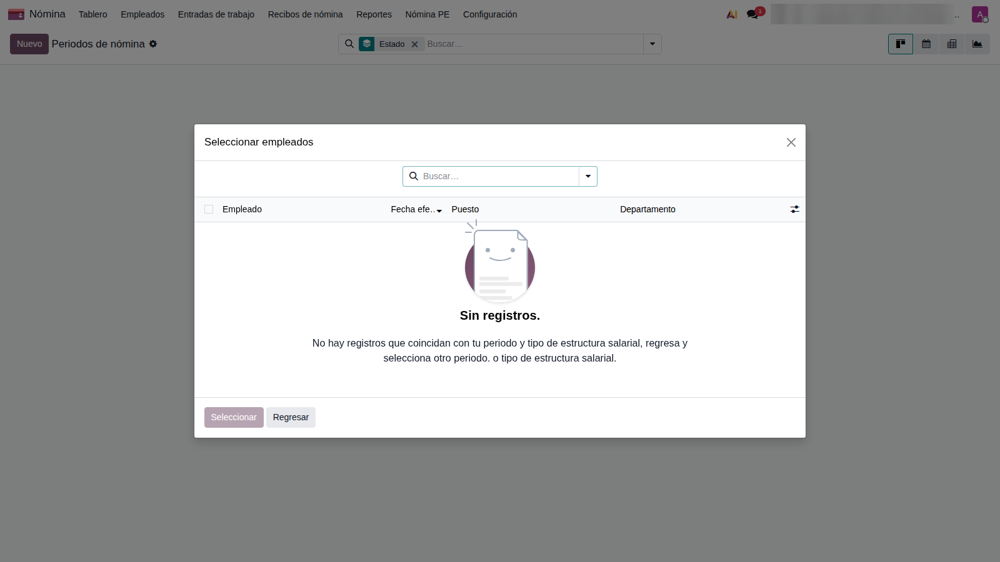 Nómina Tablero Empleados Entradas de trabajo Recibos de nómina Reportes Nómina PE Configuración AI 1 .. A
Nuevo Periodos de nómina Estado Buscar...
Seleccionar empleados
Buscar...
Empleado Fecha efe... Puesto Departamento
Sin registros.
No hay registros que coincidan con tu periodo y tipo de estructura salarial, regresa y
selecciona otro periodo. o tipo de estructura salarial.
Seleccionar Regresar